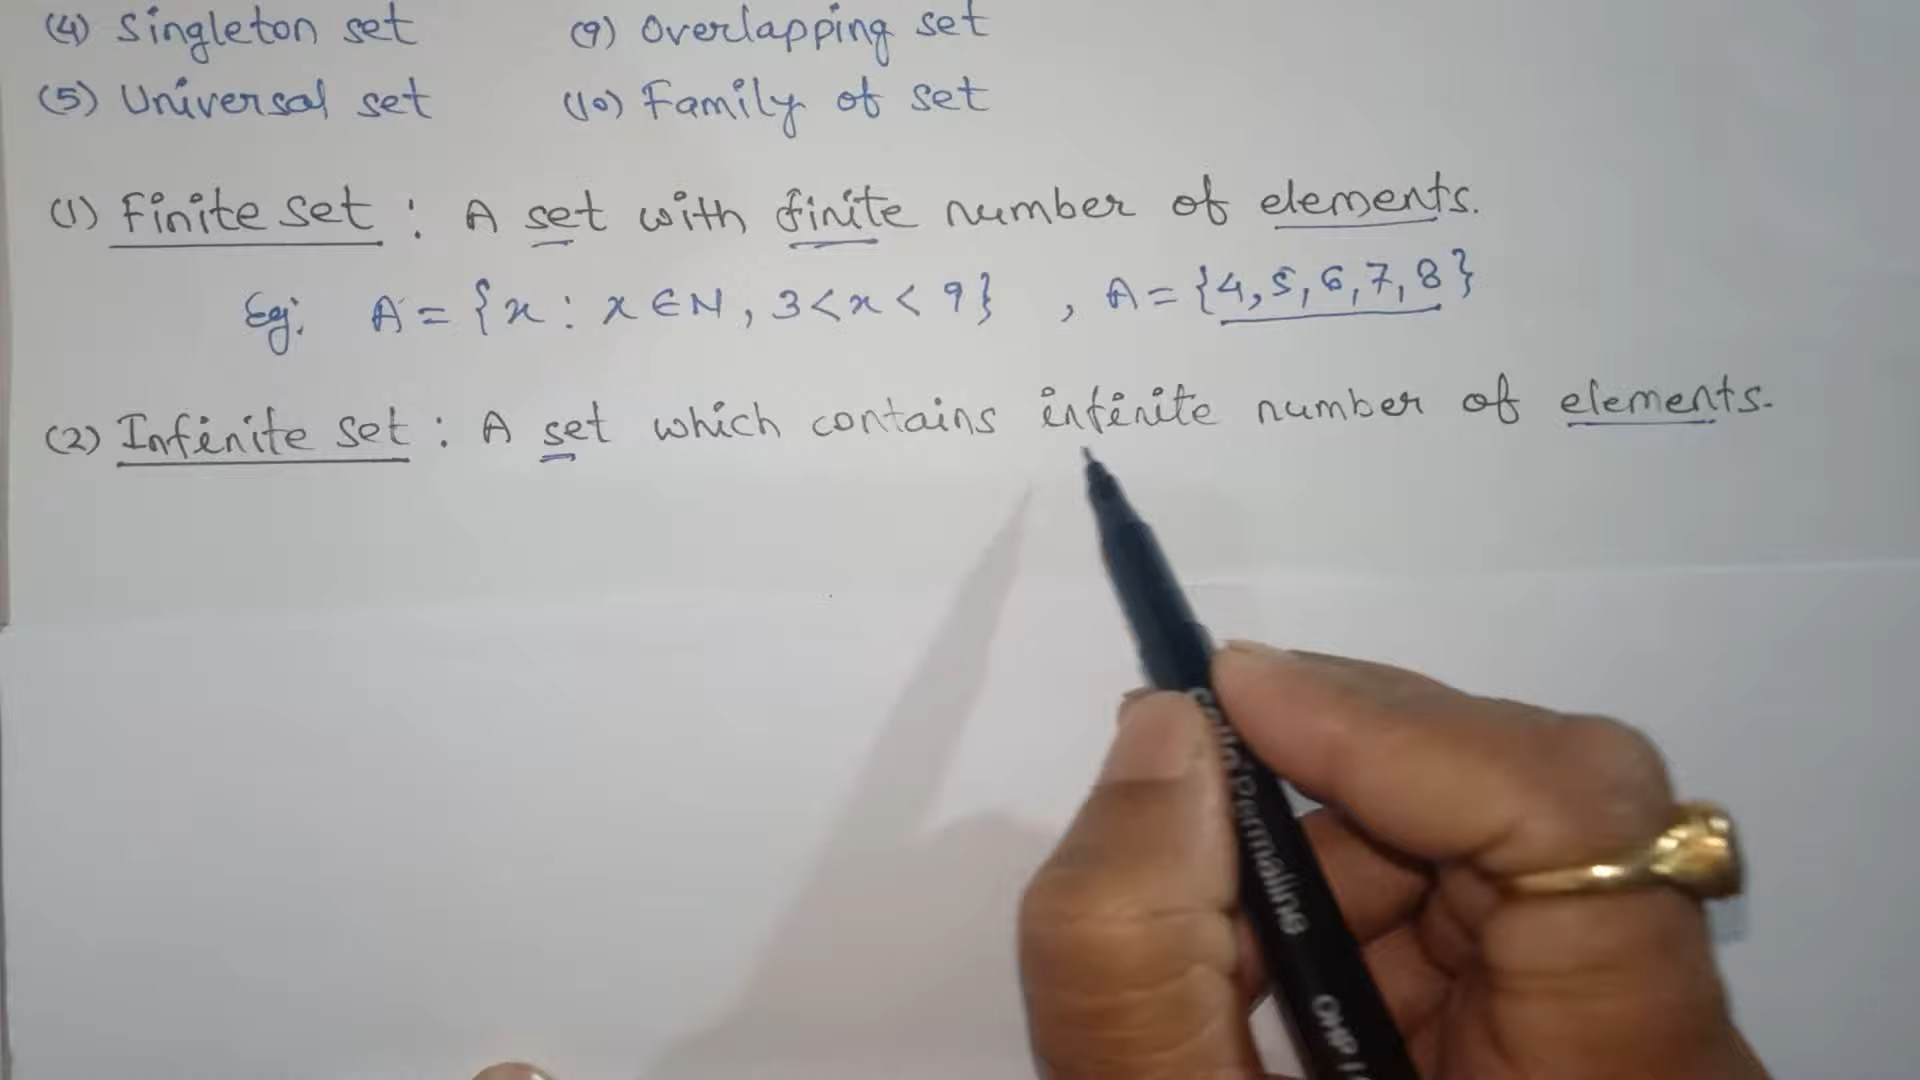 (4) Singleton set (9) Overlapping set
(5) Universal set (10) Family of set
(1) Finite set : A set with finite number of elements.
Eg: A = {x : x ∈ N, 3 < x < 9} , A = {4, 5, 6, 7, 8}
(2) Infinite set : A set which contains infinite number of elements.
Permaline
OHP